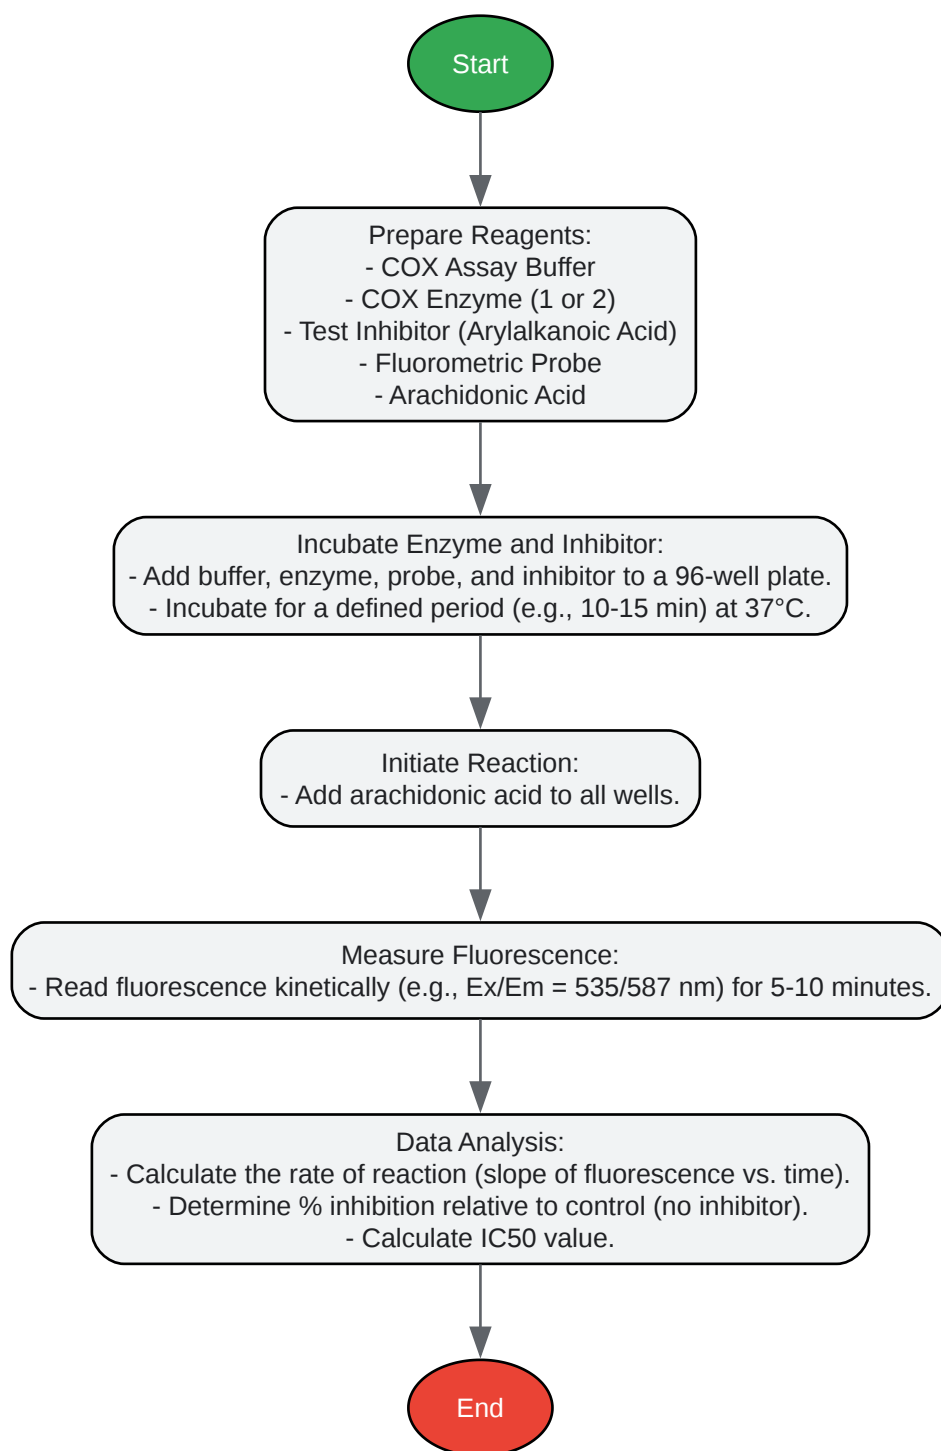 Start
Prepare Reagents:
- COX Assay Buffer
- COX Enzyme (1 or 2)
- Test Inhibitor (Arylalkanoic Acid)
- Fluorometric Probe
- Arachidonic Acid
Incubate Enzyme and Inhibitor:
- Add buffer, enzyme, probe, and inhibitor to a 96-well plate.
- Incubate for a defined period (e.g., 10-15 min) at 37°C.
Initiate Reaction:
- Add arachidonic acid to all wells.
Measure Fluorescence:
- Read fluorescence kinetically (e.g., Ex/Em = 535/587 nm) for 5-10 minutes.
Data Analysis:
- Calculate the rate of reaction (slope of fluorescence vs. time).
- Determine % inhibition relative to control (no inhibitor).
- Calculate IC50 value.
End